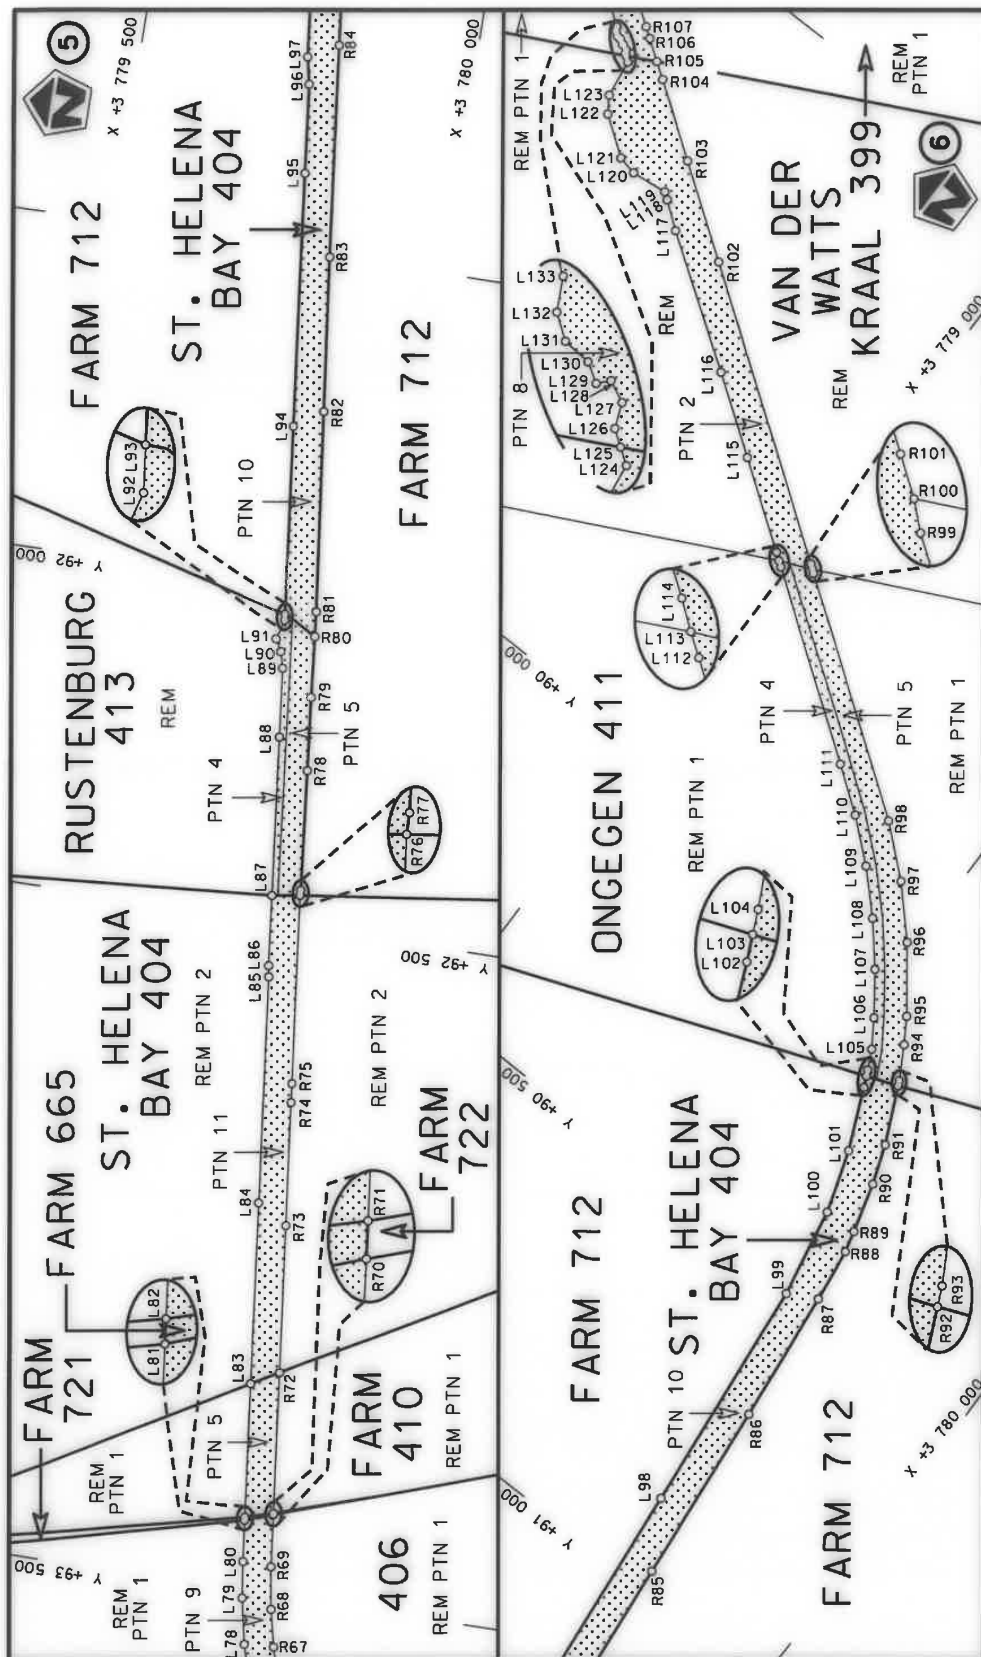 5
X +3 779 500
X +3 780 000
L97
L96
R84
L95
ST. HELENA
BAY 404
FARM 712
R83
FARM 712
R82
L94
L93
L92
PTN 10
Y +92 000
R81
R80
L91
L90
L89
RUSTENBURG
413
REM
R79
PTN 5
L88
R78
PTN 4
R77
R76
L87
Y +92 500
L86
L85
ST. HELENA
BAY 404
REM PTN 2
REM PTN 2
R75
R74
PTN 11
FARM 665
FARM
722
L84
R73
R71
R70
L82
L81
FARM
721
L83
R72
PTN 5
REM
PTN 1
FARM
410
REM PTN 1
Y +93 500
L80
R69
L79
R68
L78
R67
REM
PTN 1
PTN 9
406
REM PTN 1
R107
R106
R105
R104
REM PTN 1
L123
L122
REM
PTN 1
L121
L120
R103
L119
L118
L117
6
VAN DER
WATTS
KRAAL 399
R102
L133
L132
L131
L130
L129
L128
L127
L126
L125
L124
PTN 8
REM
PTN 2
L116
REM
X +3 779 000
L115
R101
R100
R99
L114
L113
L112
Y +90 000
ONGEGEN 411
PTN 4
PTN 5
REM PTN 1
REM PTN 1
L111
L110
R98
L109
R97
L108
R96
L107
L106
R95
L105
R94
L104
L103
L102
Y +90 500
L101
R91
L100
R90
R89
R88
ST. HELENA
BAY 404
FARM 712
L99
R87
R93
R92
PTN 10
R86
FARM 712
X +3 780 000
L98
R85
Y +91 000